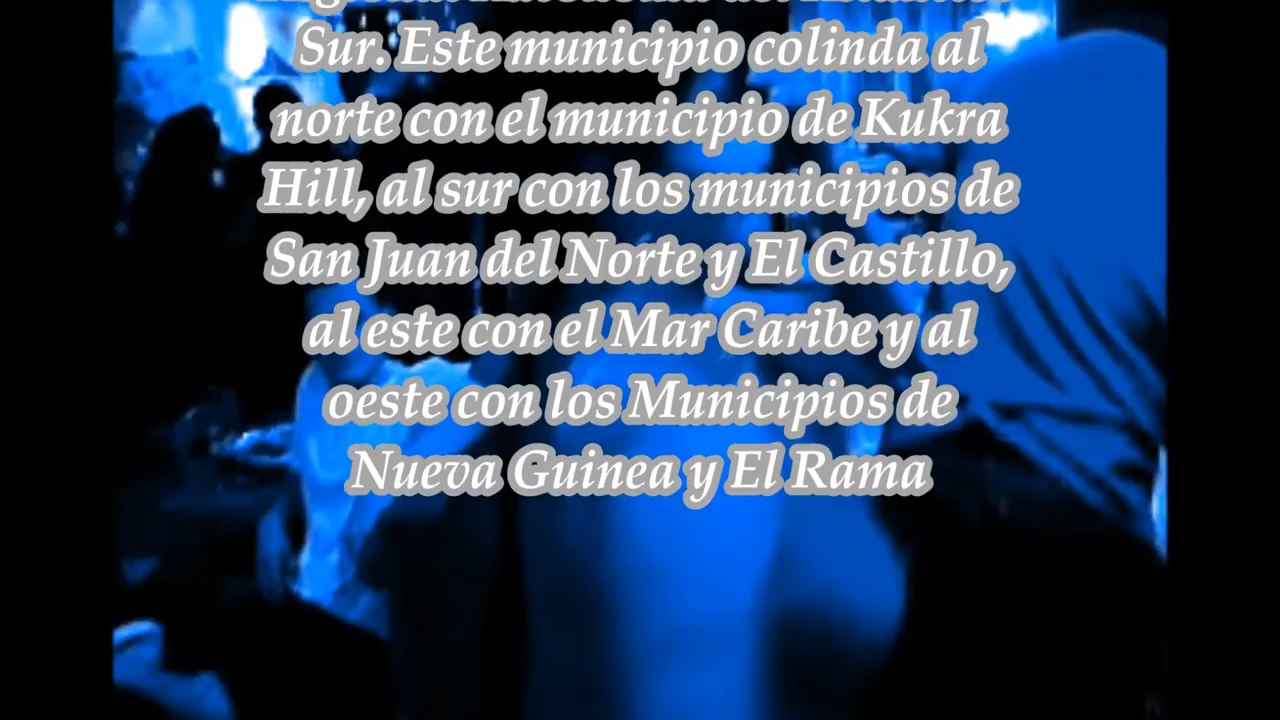 Sur. Este municipio colinda al
norte con el municipio de Kukra
Hill, al sur con los municipios de
San Juan del Norte y El Castillo,
al este con el Mar Caribe y al
oeste con los Municipios de
Nueva Guinea y El Rama